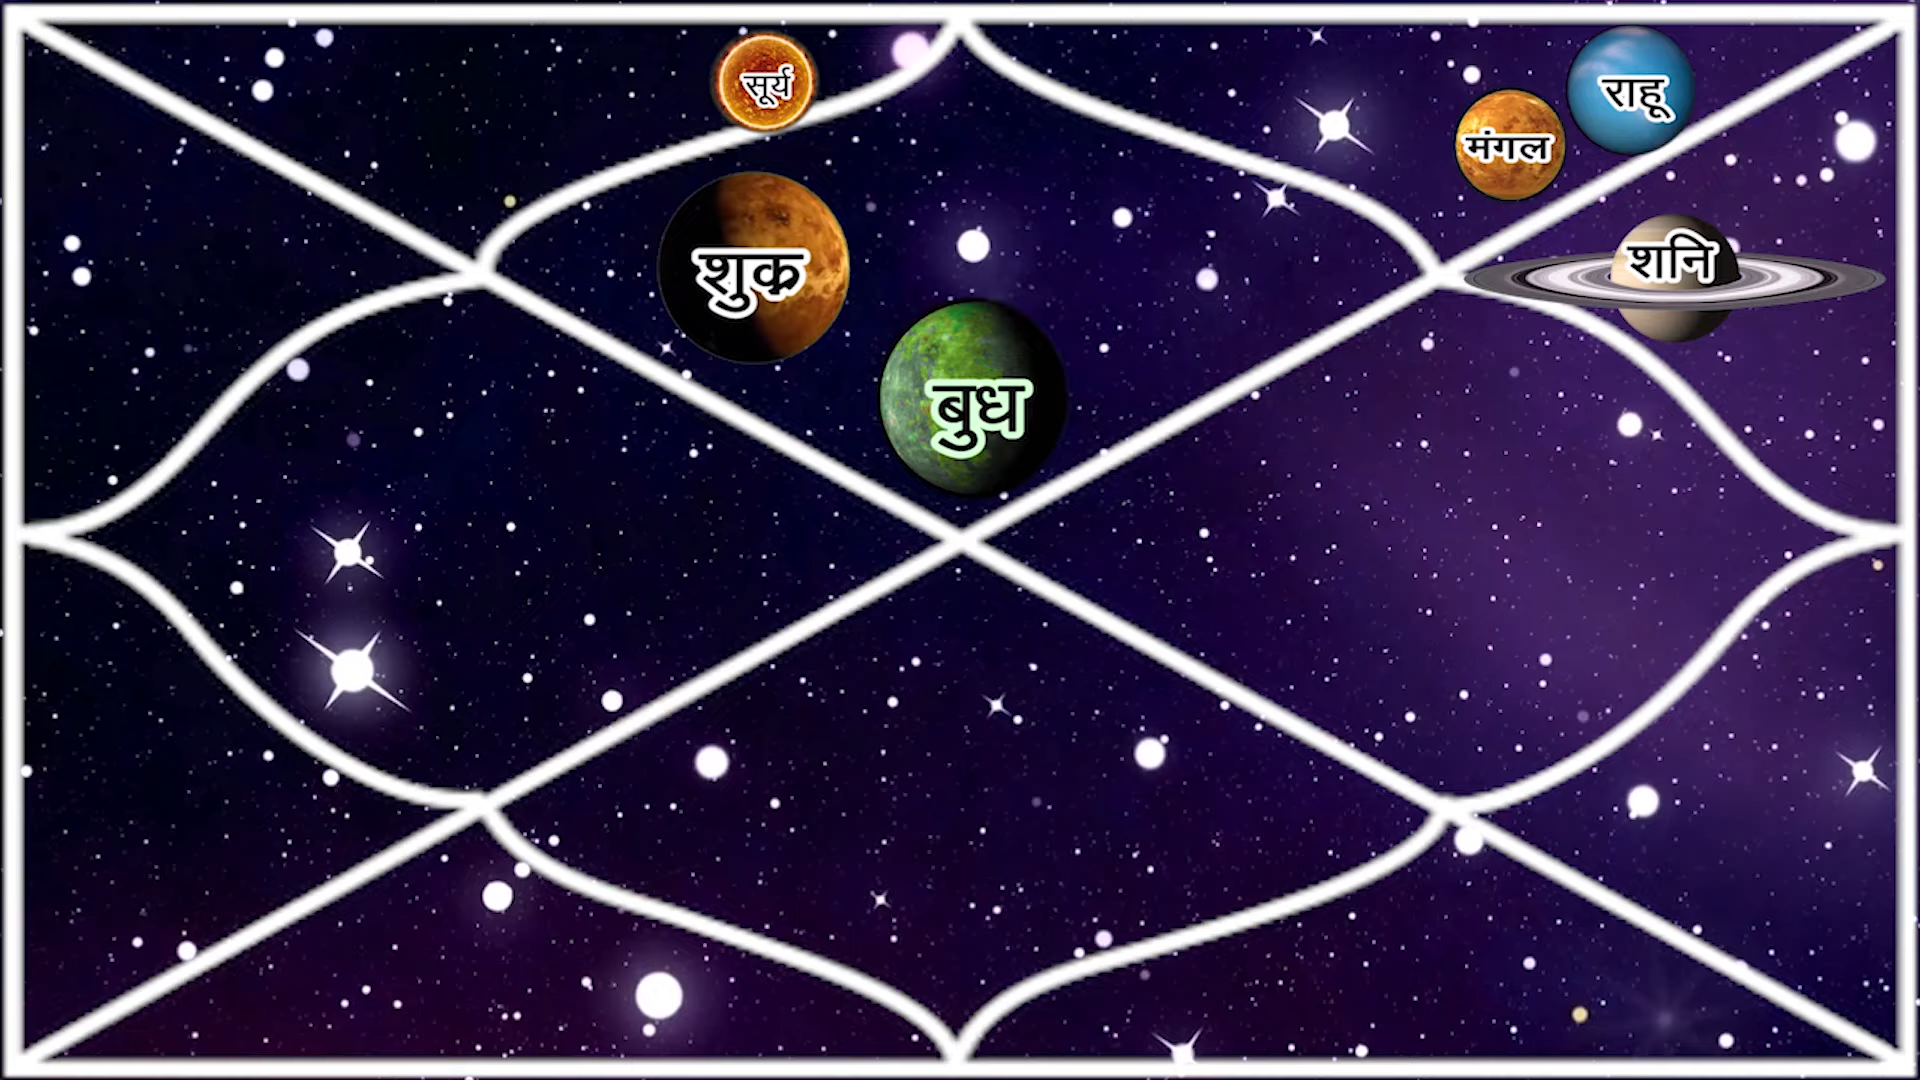 सूर्य
राहू
मंगल
शुक्र
शनि
बुध